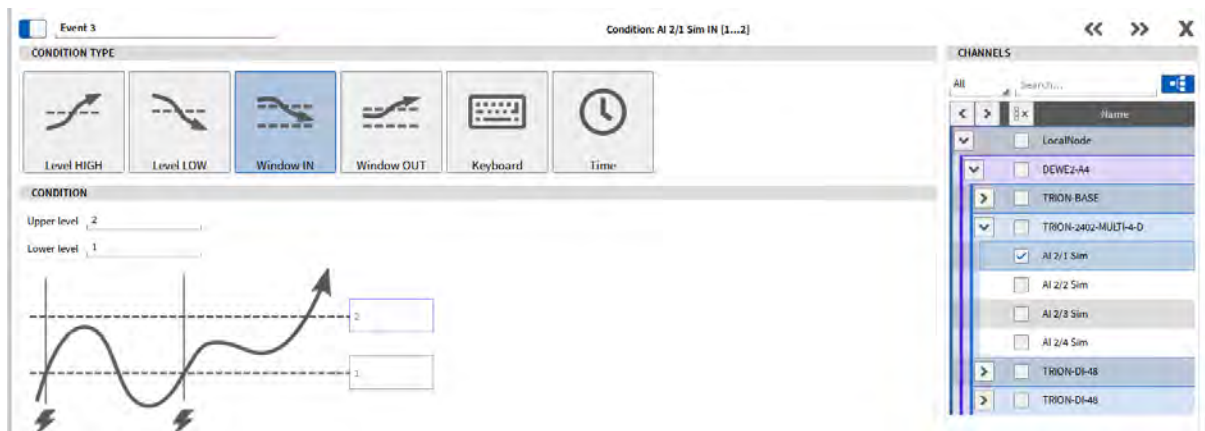 Event 3
Condition: AI 2/1 Sim IN [1...2]
« » X
CONDITION TYPE
Level HIGH
Level LOW
Window IN
Window OUT
Keyboard
Time
CONDITION
Upper level 2
Lower level 1
2
1
CHANNELS
All
Search...
< > Name
LocalNode
DEWE2-A4
TRION-BASE
TRION-2402-MULTI-4-D
AI 2/1 Sim
AI 2/2 Sim
AI 2/3 Sim
AI 2/4 Sim
TRION-DI-48
TRION-DI-48